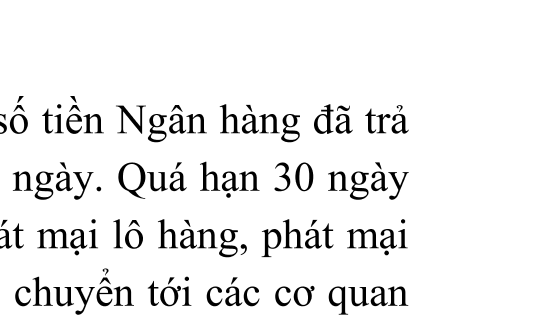 số tiền Ngân hàng đã trả
ngày. Quá hạn 30 ngày
át mại lô hàng, phát mại
chuyển tới các cơ quan